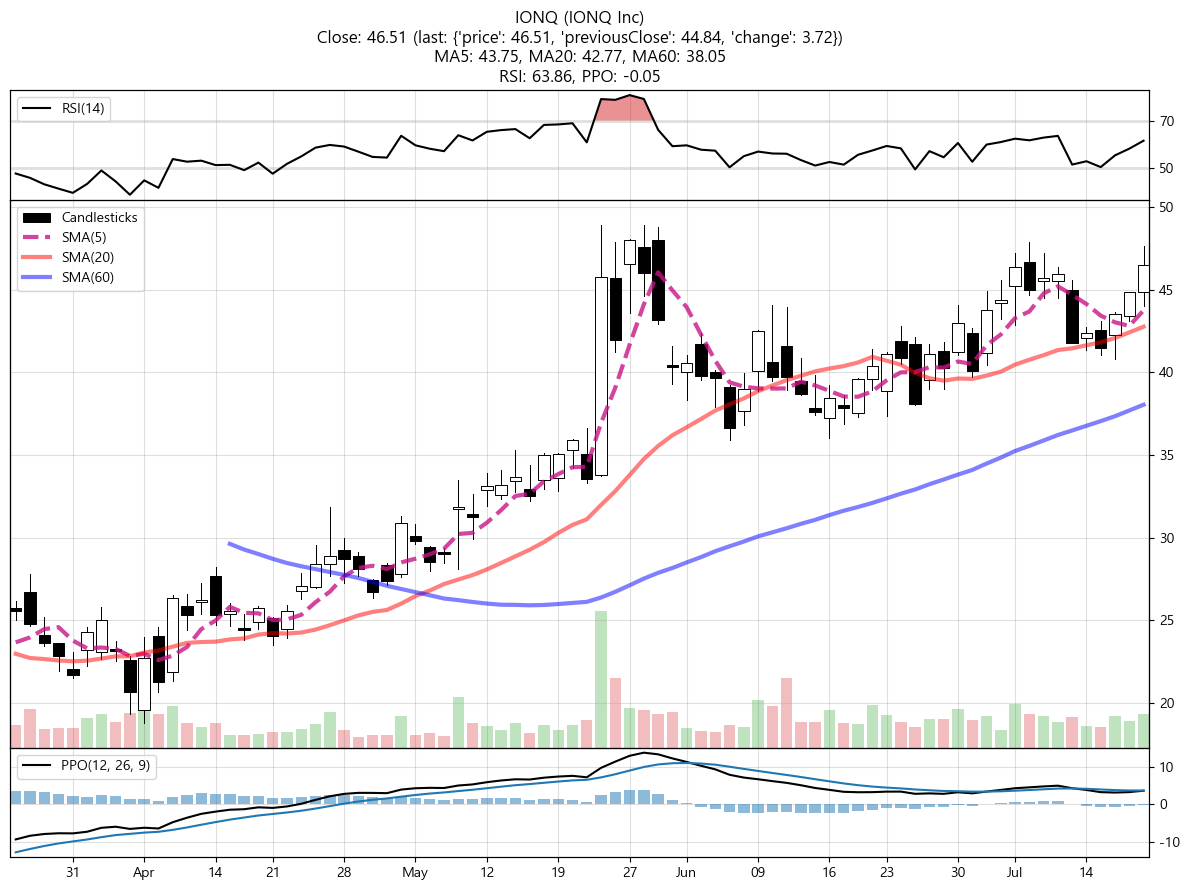 IONQ (IONQ Inc)
Close: 46.51 (last: {'price': 46.51, 'previousClose': 44.84, 'change': 3.72})
MA5: 43.75, MA20: 42.77, MA60: 38.05
RSI: 63.86, PPO: -0.05
RSI(14)
70
50
Candlesticks
SMA(5)
SMA(20)
SMA(60)
50
45
40
35
30
25
20
PPO(12, 26, 9)
10
0
-10
31 Apr 14 21 28 May 12 19 27 Jun 09 16 23 30 Jul 14